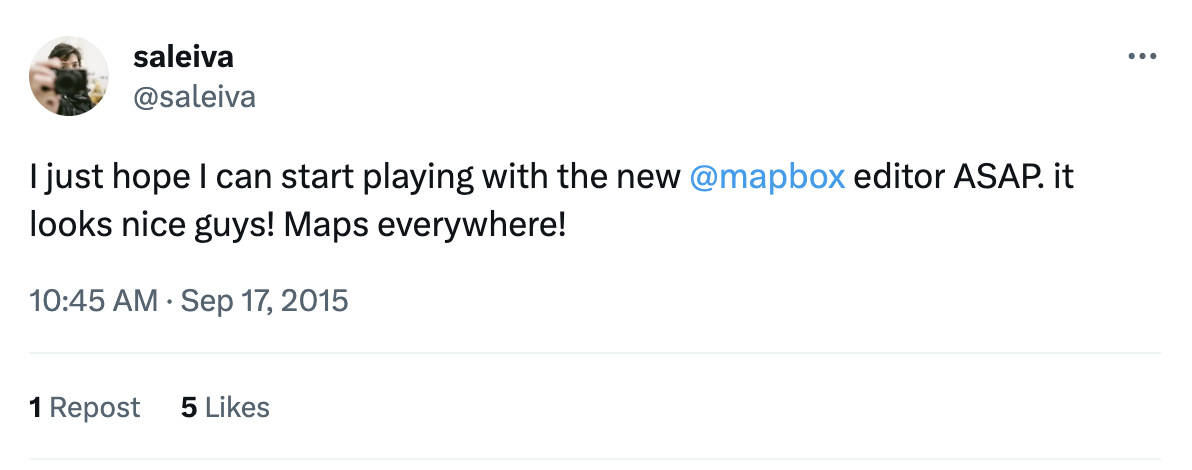 saleiva
@saleiva
I just hope I can start playing with the new @mapbox editor ASAP. it
looks nice guys! Maps everywhere!
10:45 AM · Sep 17, 2015
1 Repost 5 Likes